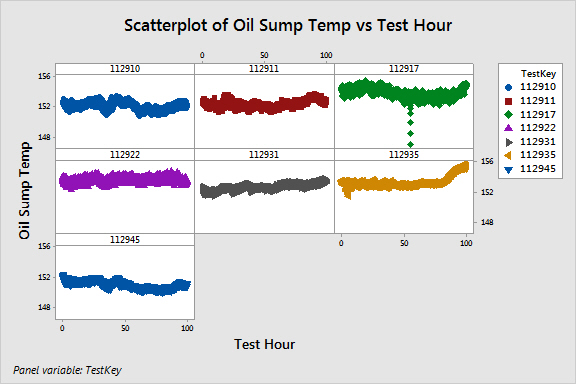 Scatterplot of Oil Sump Temp vs Test Hour
0 50 100
112910 112911 112917
156
152
148
112922 112931 112935
156
152
148
0 50 100
112945
156
152
148
0 50 100
Oil Sump Temp
Test Hour
TestKey
112910
112911
112917
112922
112931
112935
112945
Panel variable: TestKey